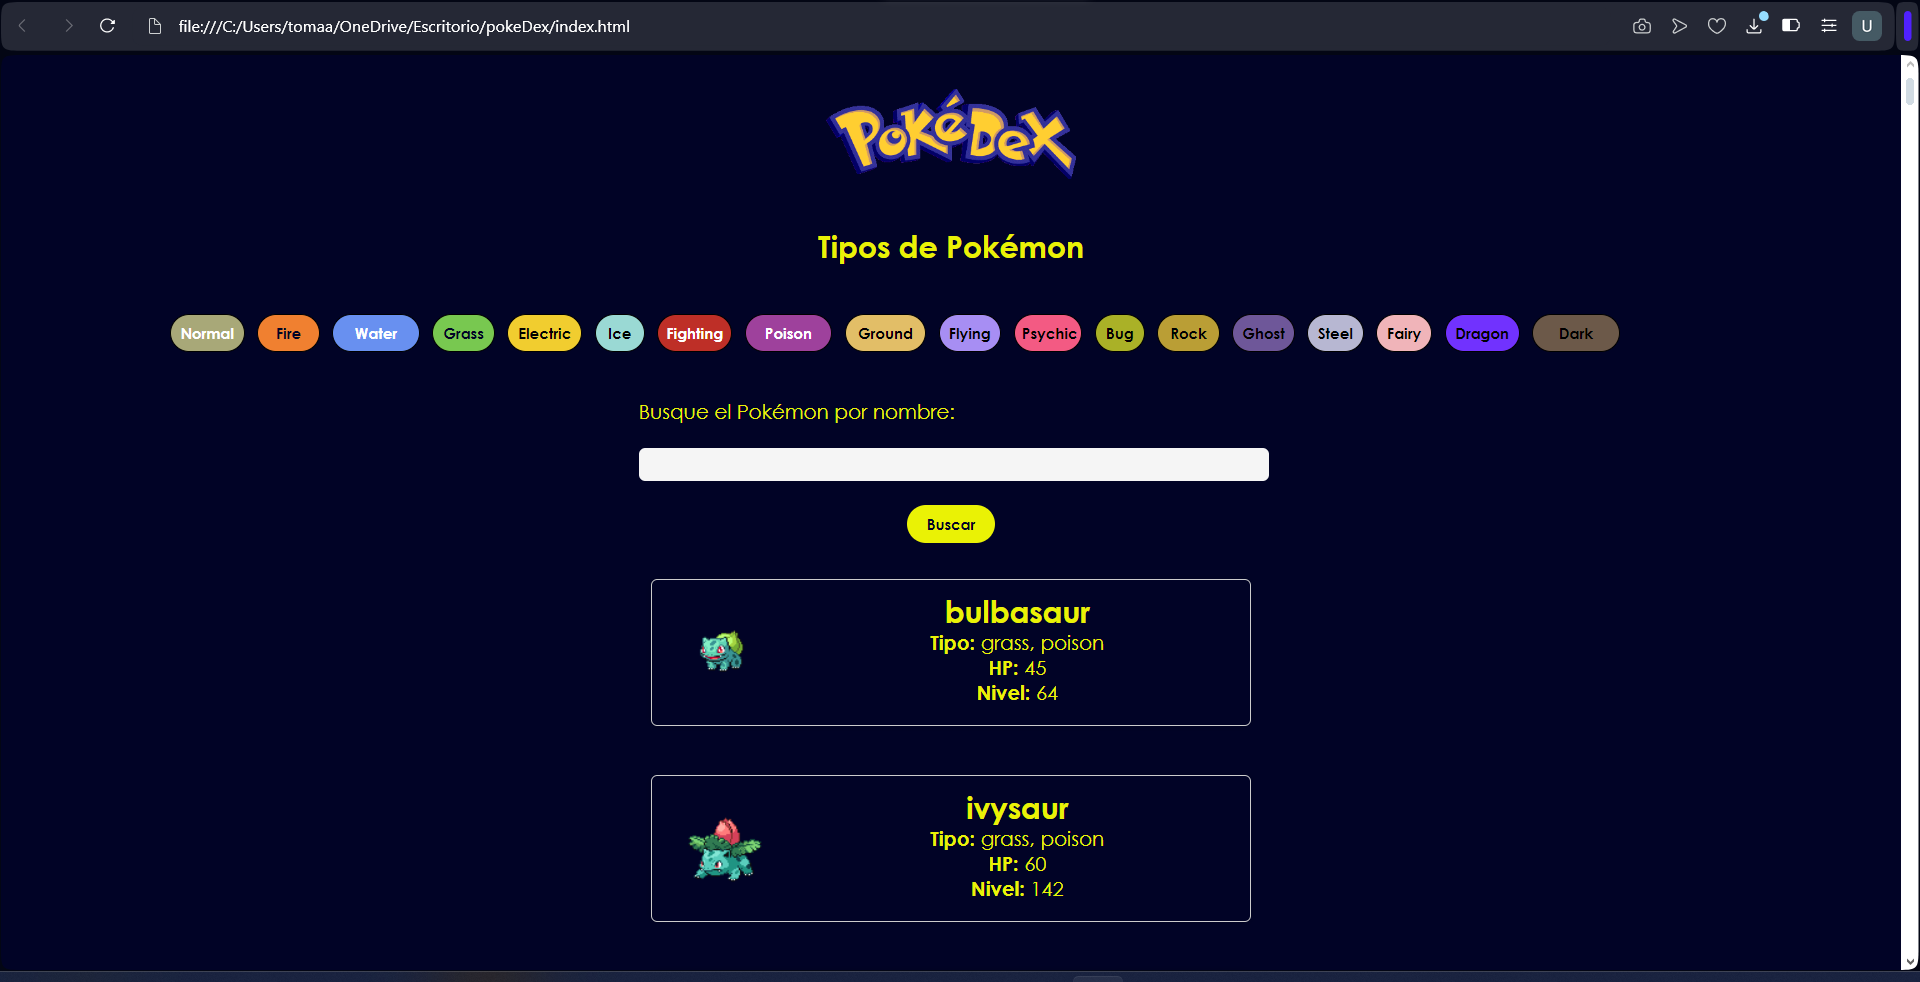 file:///C:/Users/tomaa/OneDrive/Escritorio/pokeDex/index.html
U
POKéDEX
Tipos de Pokémon
Normal Fire Water Grass Electric Ice Fighting Poison Ground Flying Psychic Bug Rock Ghost Steel Fairy Dragon Dark
Busque el Pokémon por nombre:
Buscar
bulbasaur
Tipo: grass, poison
HP: 45
Nivel: 64
ivysaur
Tipo: grass, poison
HP: 60
Nivel: 142